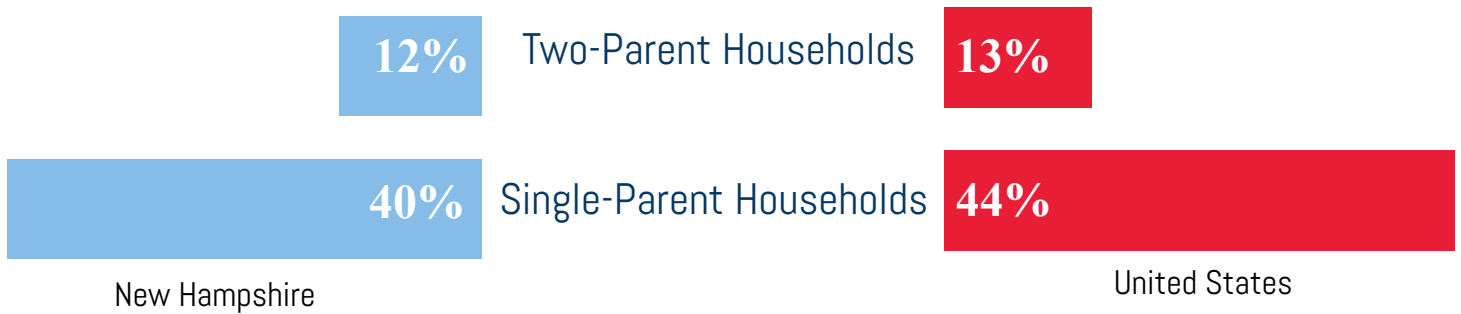 12% Two-Parent Households 13%
40% Single-Parent Households 44%
New Hampshire
United States